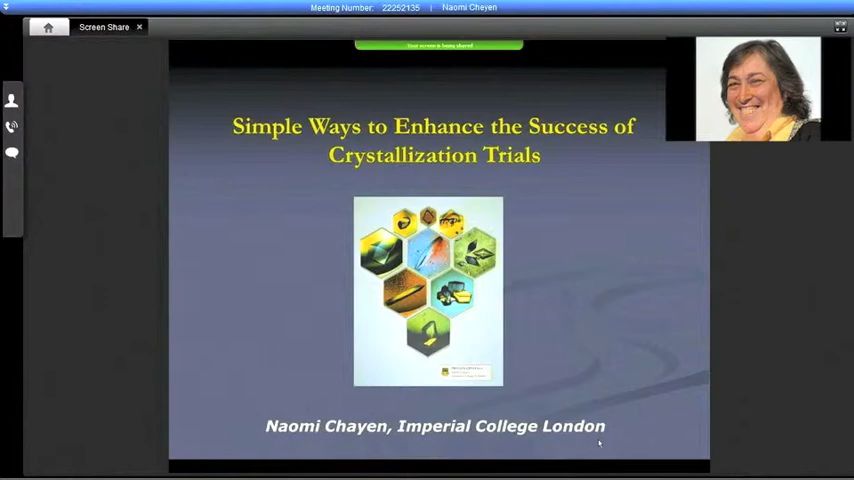 Meeting Number: 22252135 | Naomi Cheyen
Screen Share
Your screen is being shared
Simple Ways to Enhance the Success of
Crystallization Trials
Naomi Chayen, Imperial College London